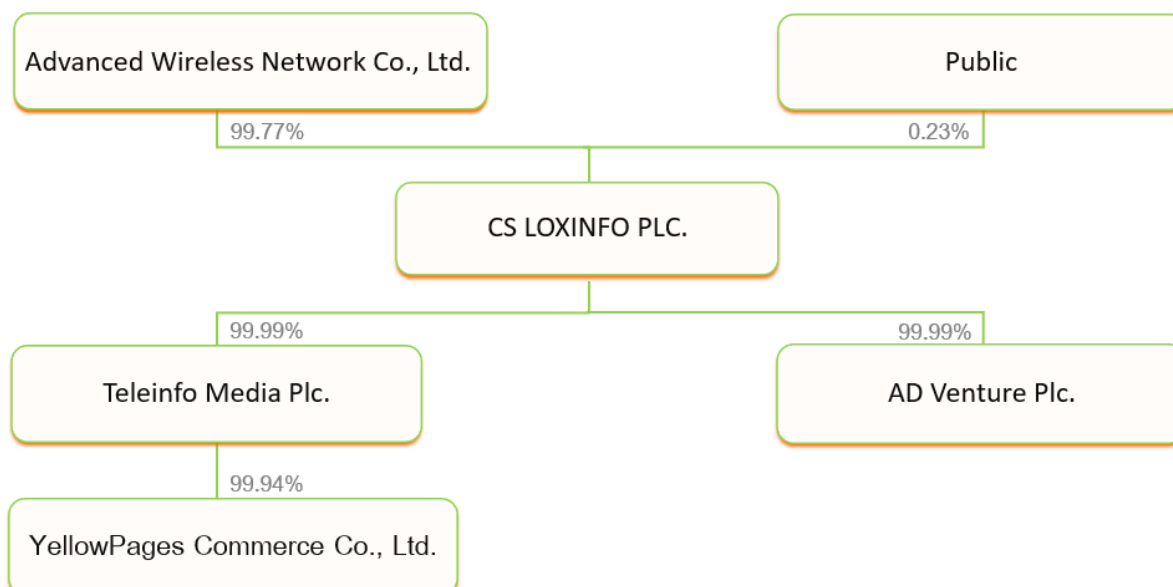 Advanced Wireless Network Co., Ltd.
Public
99.77%
0.23%
CS LOXINFO PLC.
99.99%
99.99%
Teleinfo Media Plc.
AD Venture Plc.
99.94%
YellowPages Commerce Co., Ltd.